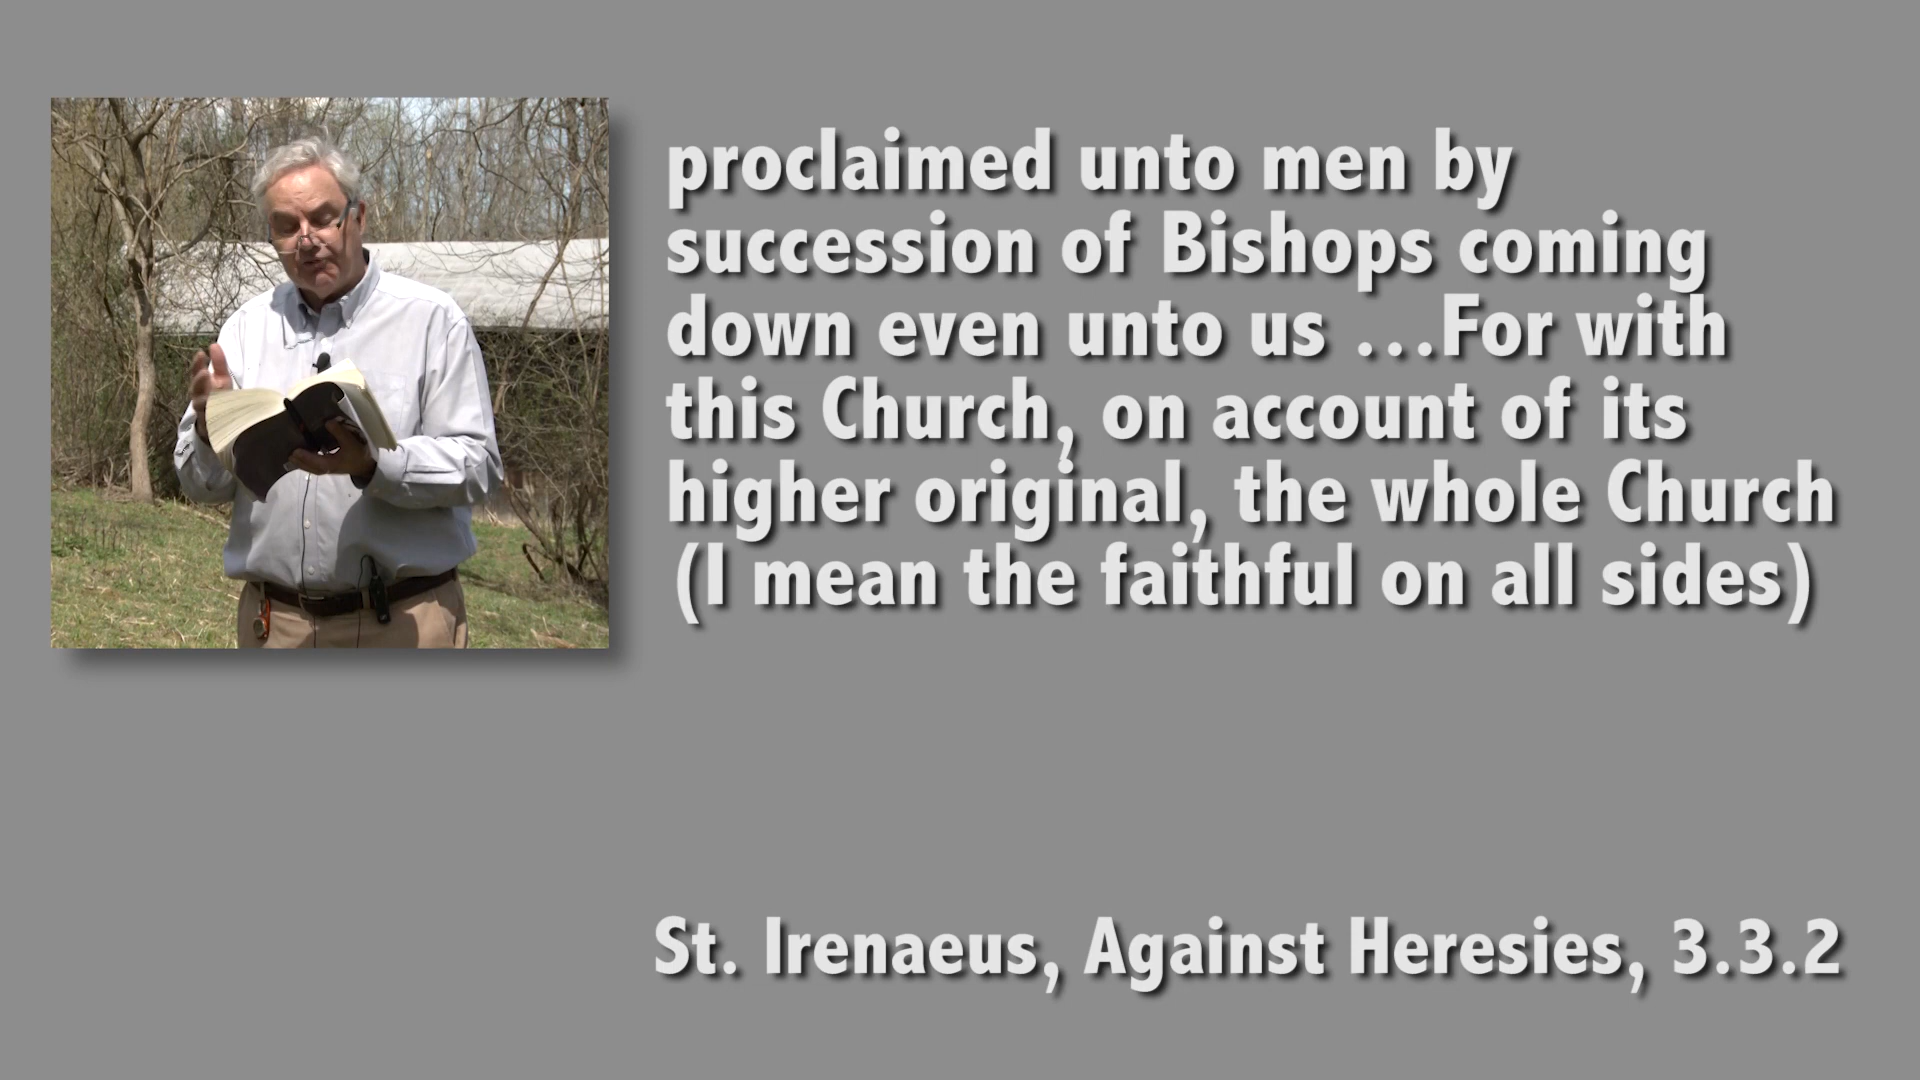 proclaimed unto men by
succession of Bishops coming
down even unto us …For with
this Church, on account of its
higher original, the whole Church
(I mean the faithful on all sides)
St. Irenaeus, Against Heresies, 3.3.2